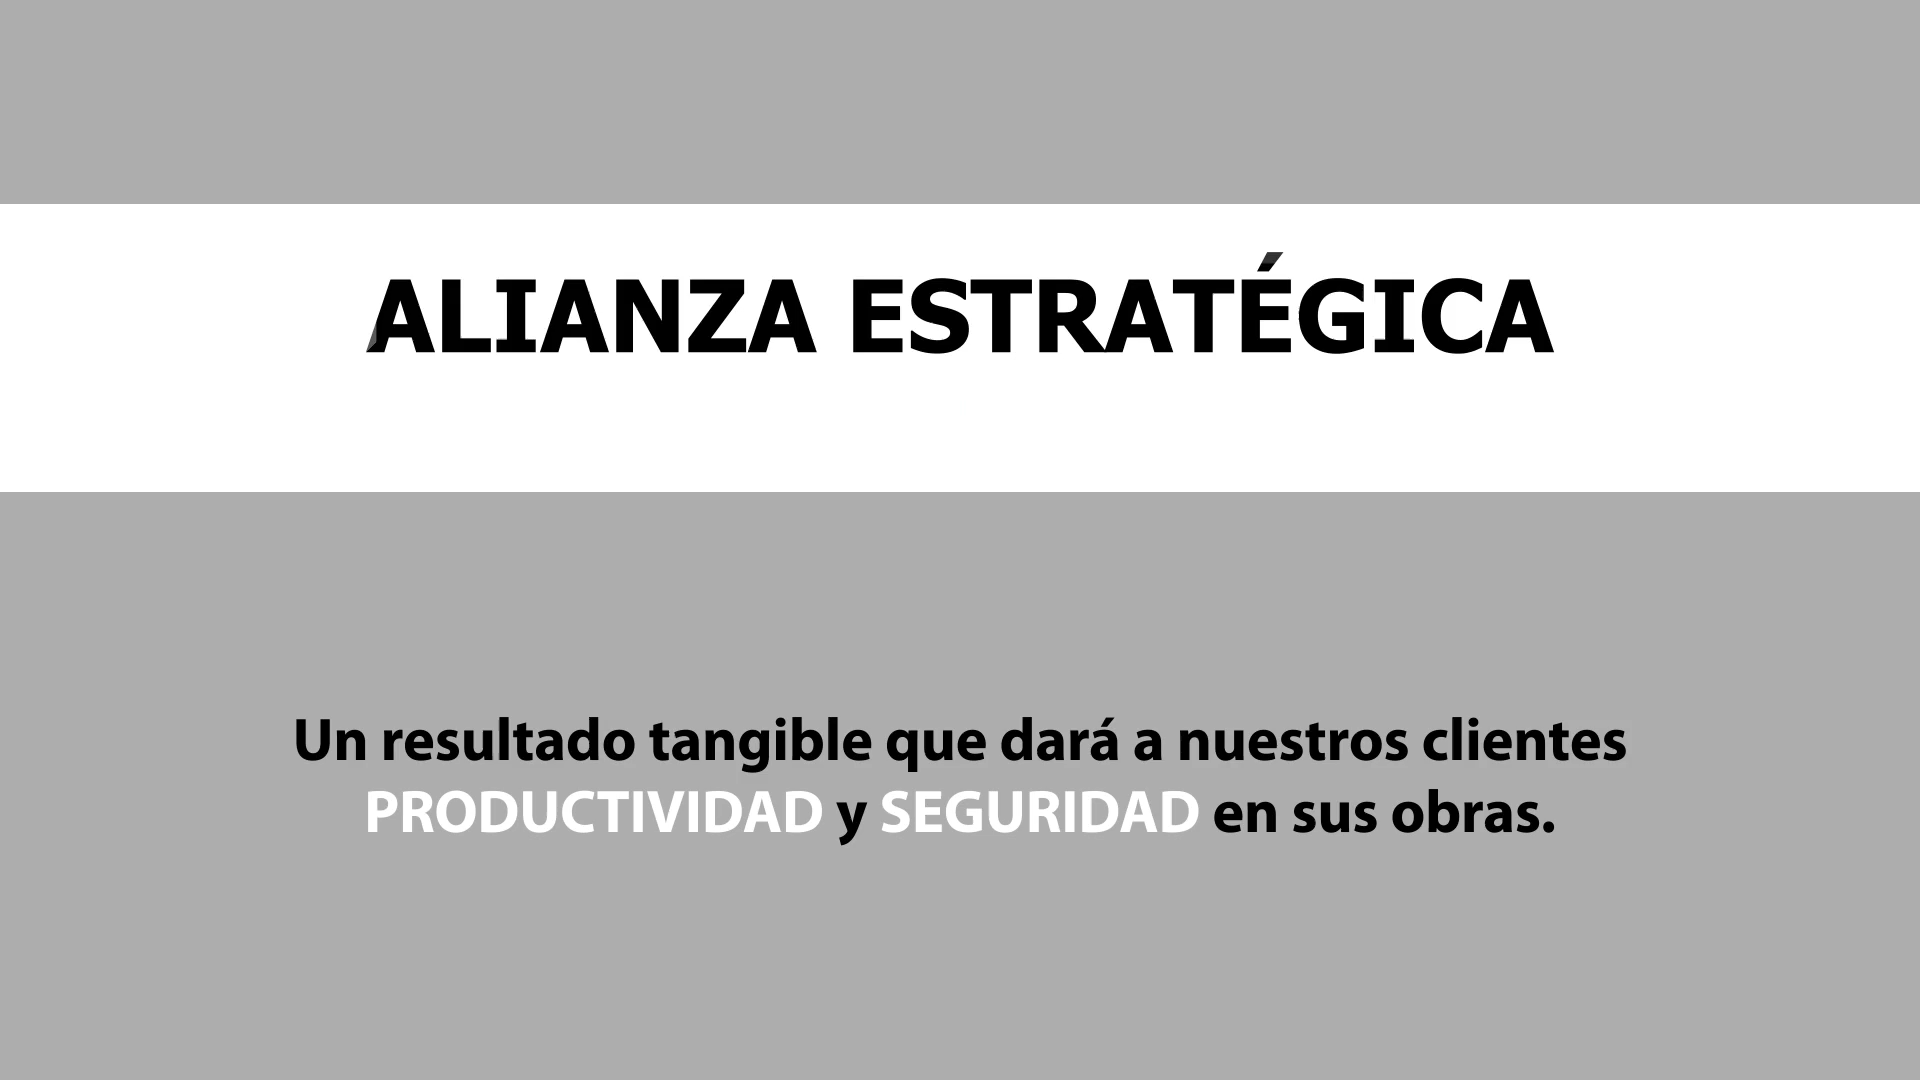 ALIANZA ESTRATÉGICA
Un resultado tangible que dará a nuestros clientes
PRODUCTIVIDAD y SEGURIDAD en sus obras.